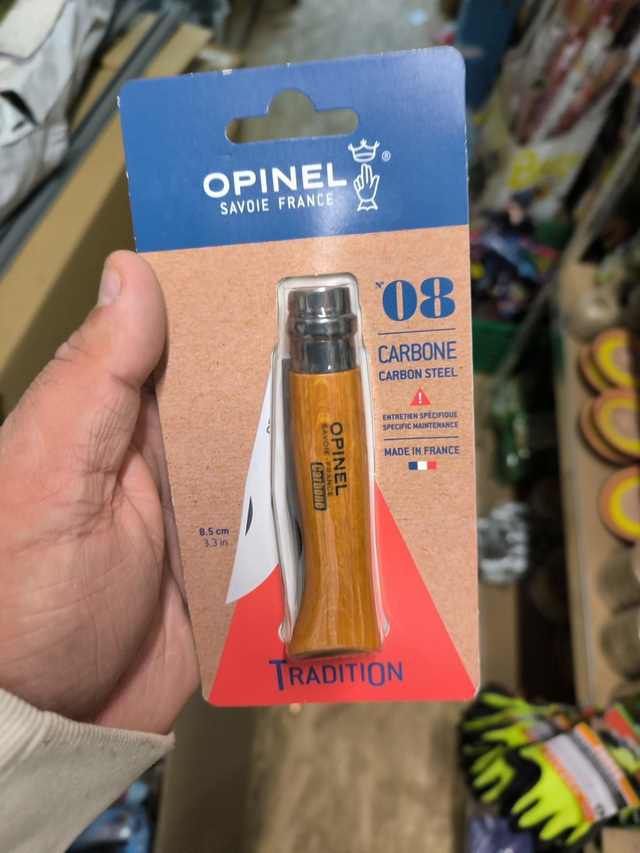 OPINEL
SAVOIE FRANCE
®
N°08
CARBONE
CARBON STEEL
!
ENTRETIEN SPÉCIFIQUE
SPECIFIC MAINTENANCE
MADE IN FRANCE
OPINEL
SAVOIE - FRANCE
Carbone
8.5 cm
3.3 in
TRADITION